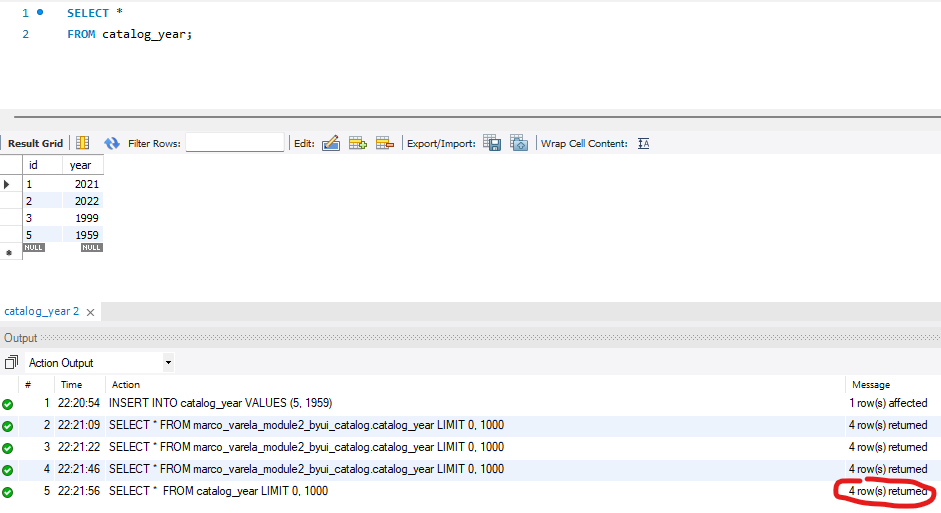 1 SELECT *
2 FROM catalog_year;
Result Grid Filter Rows: Edit: Export/Import: Wrap Cell Content: IA
id year
1 2021
2 2022
3 1999
5 1959
NULL NULL
catalog_year 2
Output
Action Output
# Time Action Message
1 22:20:54 INSERT INTO catalog_year VALUES (5, 1959) 1 row(s) affected
2 22:21:09 SELECT * FROM marco_varela_module2_byui_catalog.catalog_year LIMIT 0, 1000 4 row(s) returned
3 22:21:22 SELECT * FROM marco_varela_module2_byui_catalog.catalog_year LIMIT 0, 1000 4 row(s) returned
4 22:21:46 SELECT * FROM marco_varela_module2_byui_catalog.catalog_year LIMIT 0, 1000 4 row(s) returned
5 22:21:56 SELECT * FROM catalog_year LIMIT 0, 1000 4 row(s) returned